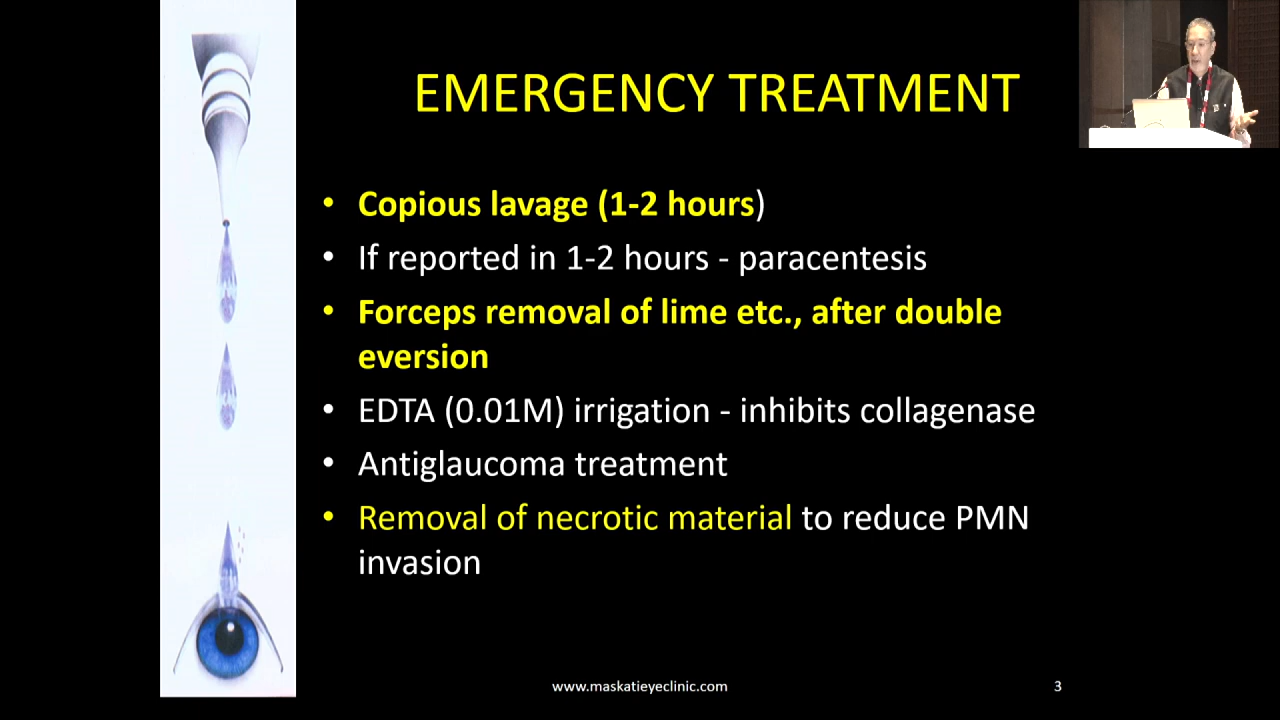 EMERGENCY TREATMENT
• Copious lavage (1-2 hours)
• If reported in 1-2 hours - paracentesis
• Forceps removal of lime etc., after double
eversion
• EDTA (0.01M) irrigation - inhibits collagenase
• Antiglaucoma treatment
• Removal of necrotic material to reduce PMN
invasion
www.maskatieyeclinic.com
3